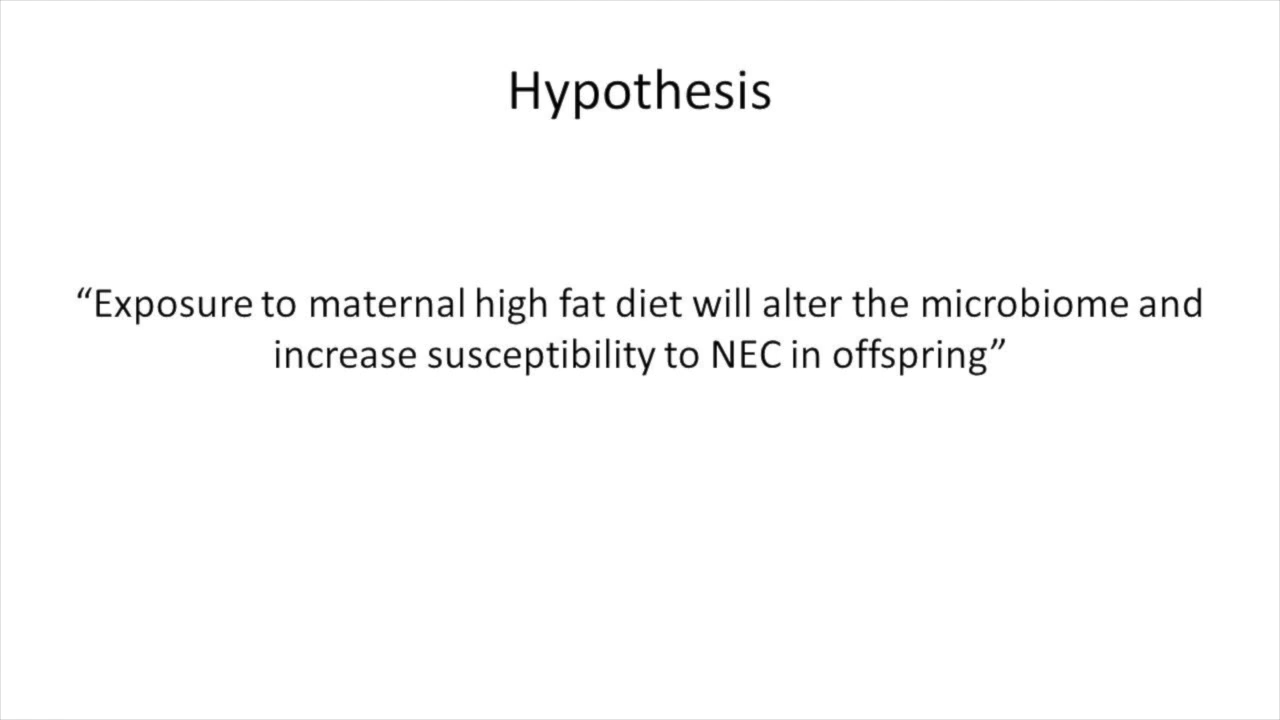 Hypothesis
“Exposure to maternal high fat diet will alter the microbiome and
increase susceptibility to NEC in offspring”